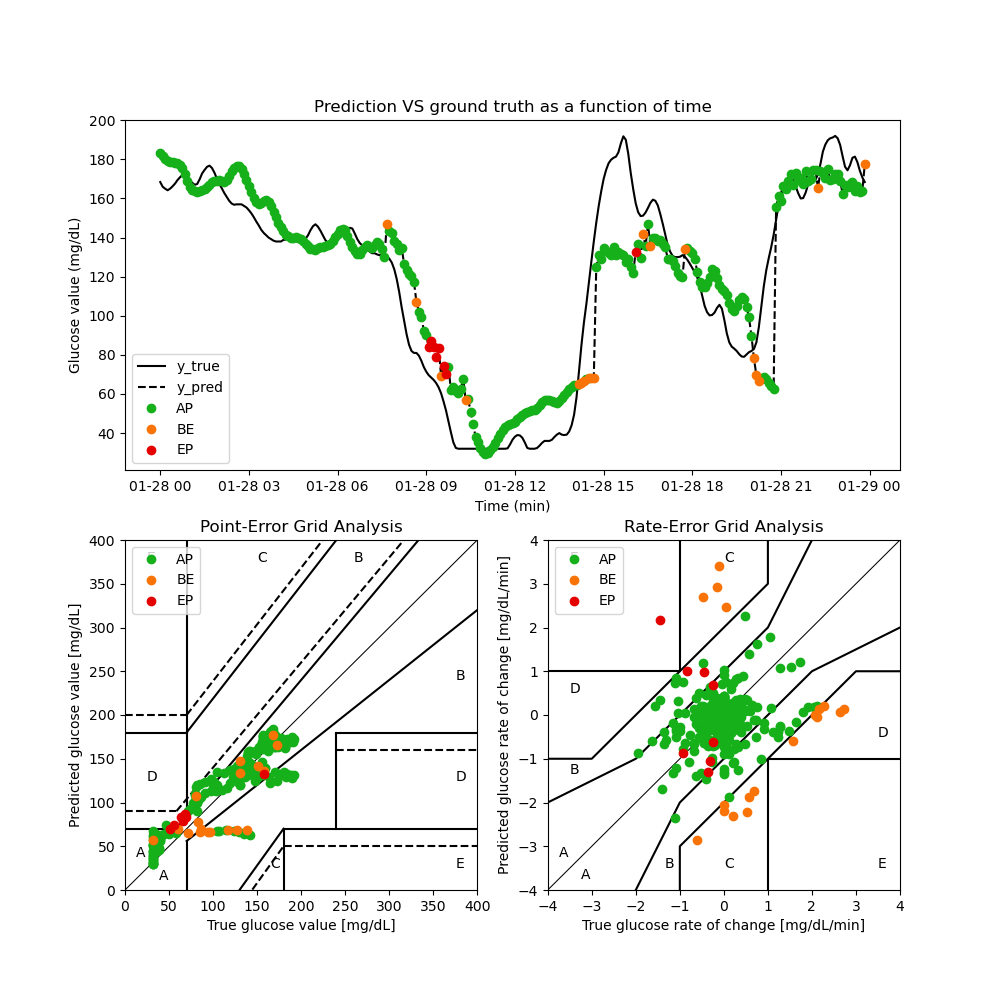 Prediction VS ground truth as a function of time
200
180
160
140
120
100
80
60
40
Glucose value (mg/dL)
y_true
y_pred
AP
BE
EP
01-28 00 01-28 03 01-28 06 01-28 09 01-28 12 01-28 15 01-28 18 01-28 21 01-29 00
Time (min)
Point-Error Grid Analysis
400
350
300
250
200
150
100
50
0
Predicted glucose value [mg/dL]
AP
BE
EP
C B
B
D D
A
A C E
0 50 100 150 200 250 300 350 400
True glucose value [mg/dL]
Rate-Error Grid Analysis
4
3
2
1
0
−1
−2
−3
−4
Predicted glucose rate of change [mg/dL/min]
AP
BE
EP
C
D
D
B
A
A B C E
−4 −3 −2 −1 0 1 2 3 4
True glucose rate of change [mg/dL/min]